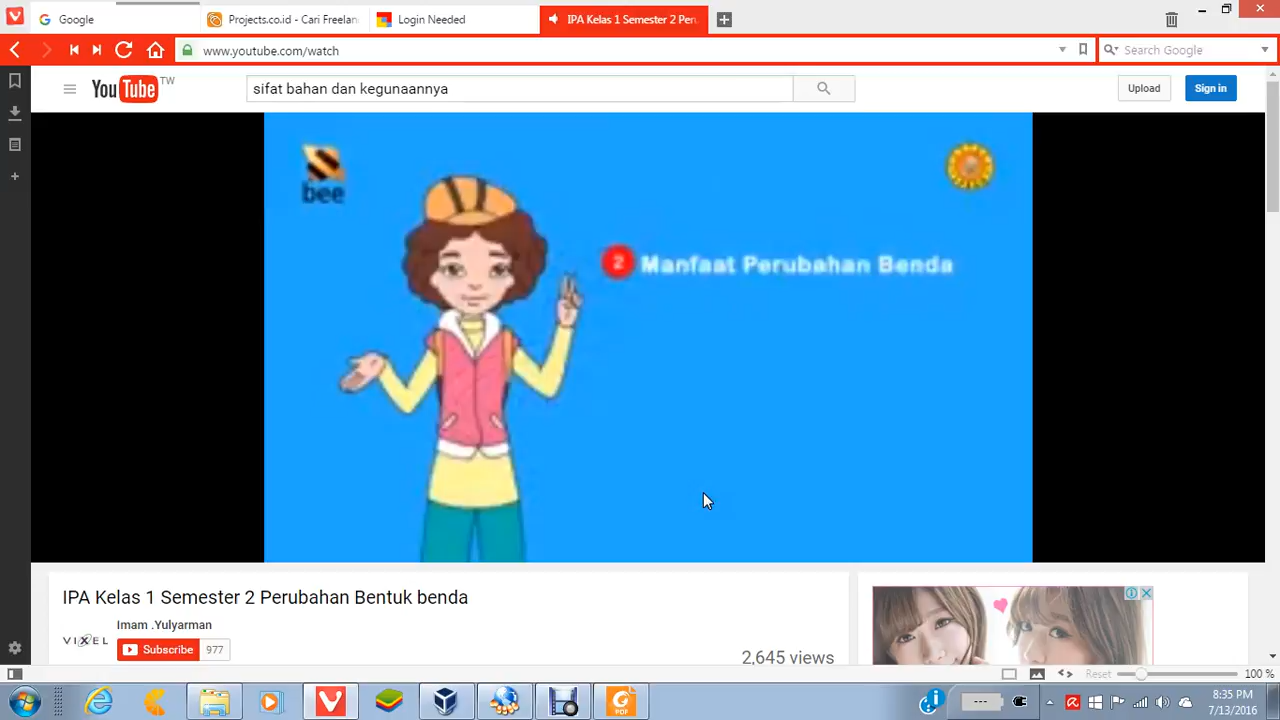 Google
Projects.co.id - Cari Freelan
Login Needed
IPA Kelas 1 Semester 2 Per
www.youtube.com/watch
Search Google
YouTube TW
sifat bahan dan kegunaannya
Upload
Sign in
bee
2 Manfaat Perubahan Benda
IPA Kelas 1 Semester 2 Perubahan Bentuk benda
VIXEL
Imam .Yulyarman
Subscribe 977
2,645 views
Reset
100 %
PDF
8:35 PM
7/13/2016